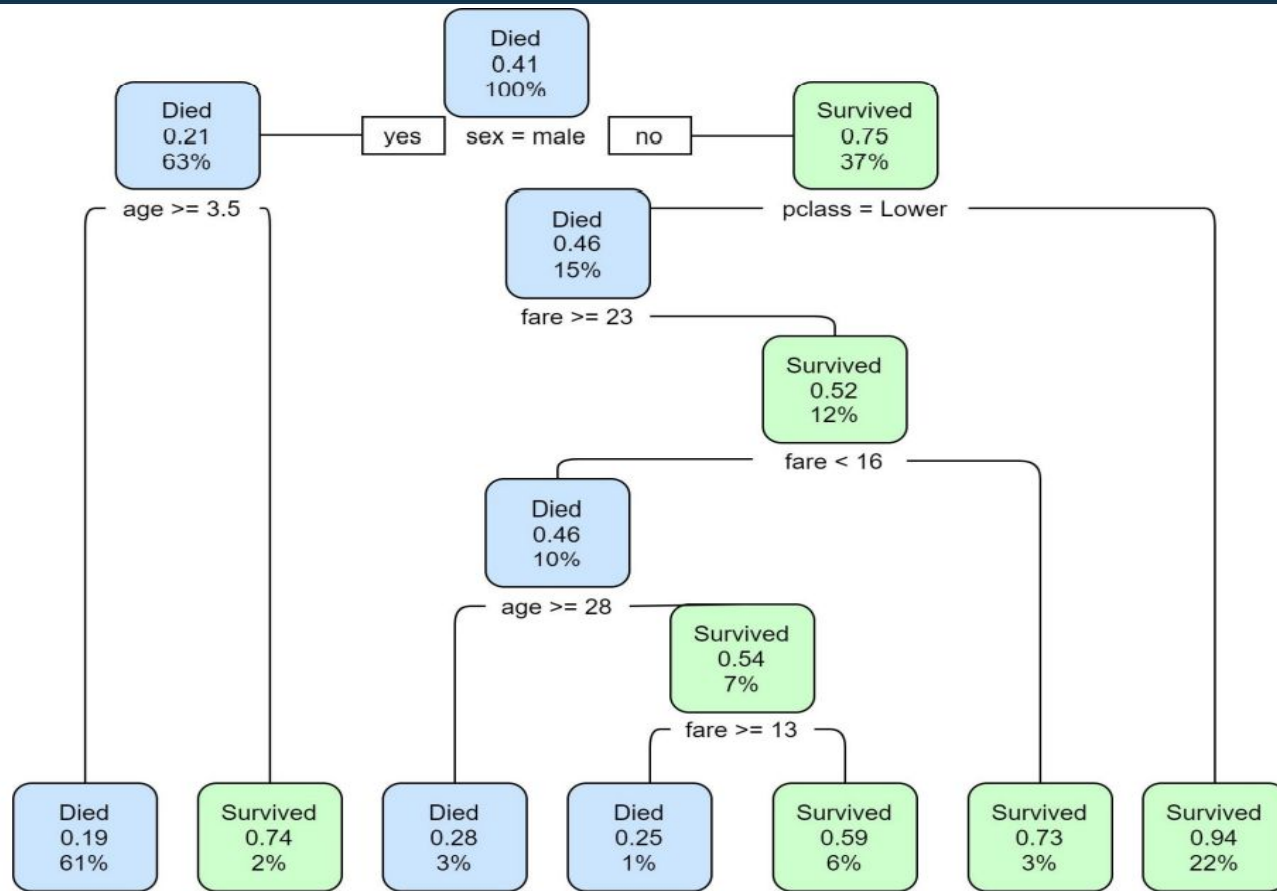 Died
0.41
100%
Died
0.21
63%
yes
sex = male
no
Survived
0.75
37%
age >= 3.5
Died
0.46
15%
pclass = Lower
fare >= 23
Survived
0.52
12%
fare < 16
Died
0.46
10%
age >= 28
Survived
0.54
7%
fare >= 13
Died
0.19
61%
Survived
0.74
2%
Died
0.28
3%
Died
0.25
1%
Survived
0.59
6%
Survived
0.73
3%
Survived
0.94
22%